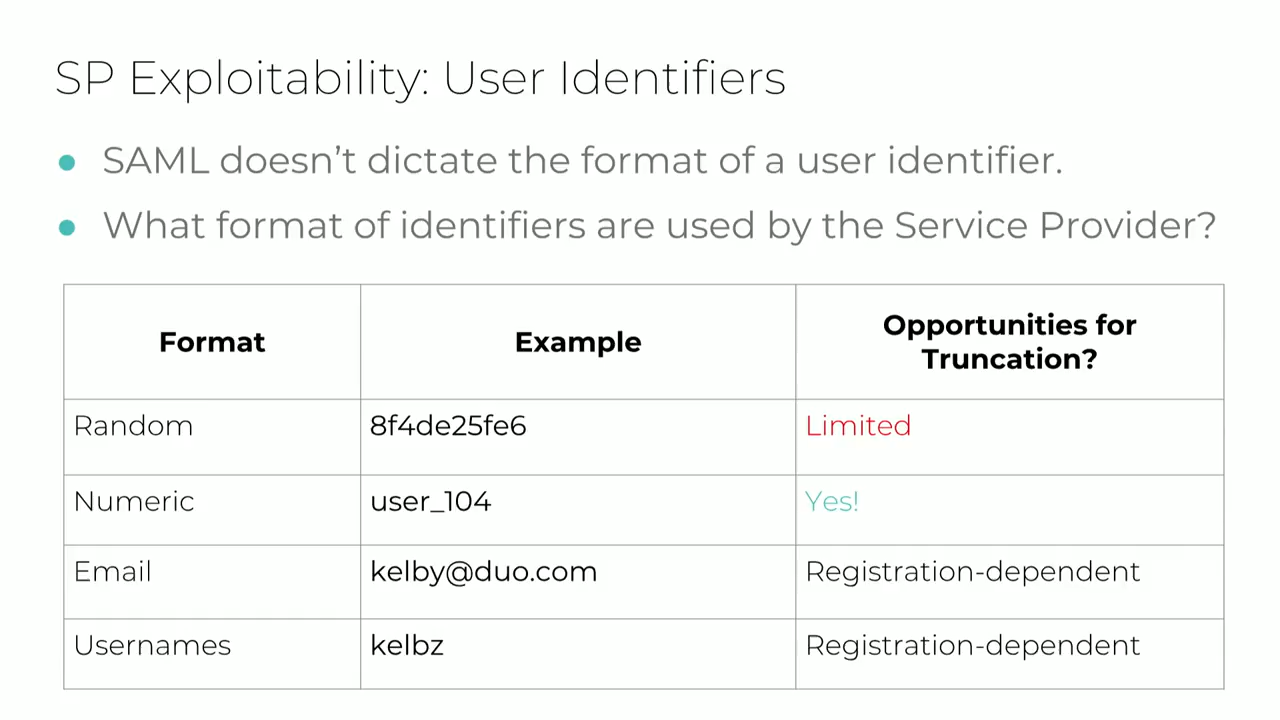 SP Exploitability: User Identifiers
● SAML doesn’t dictate the format of a user identifier.
● What format of identifiers are used by the Service Provider?
Format
Example
Opportunities for
Truncation?
Random
8f4de25fe6
Limited
Numeric
user_104
Yes!
Email
kelby@duo.com
Registration-dependent
Usernames
kelbz
Registration-dependent